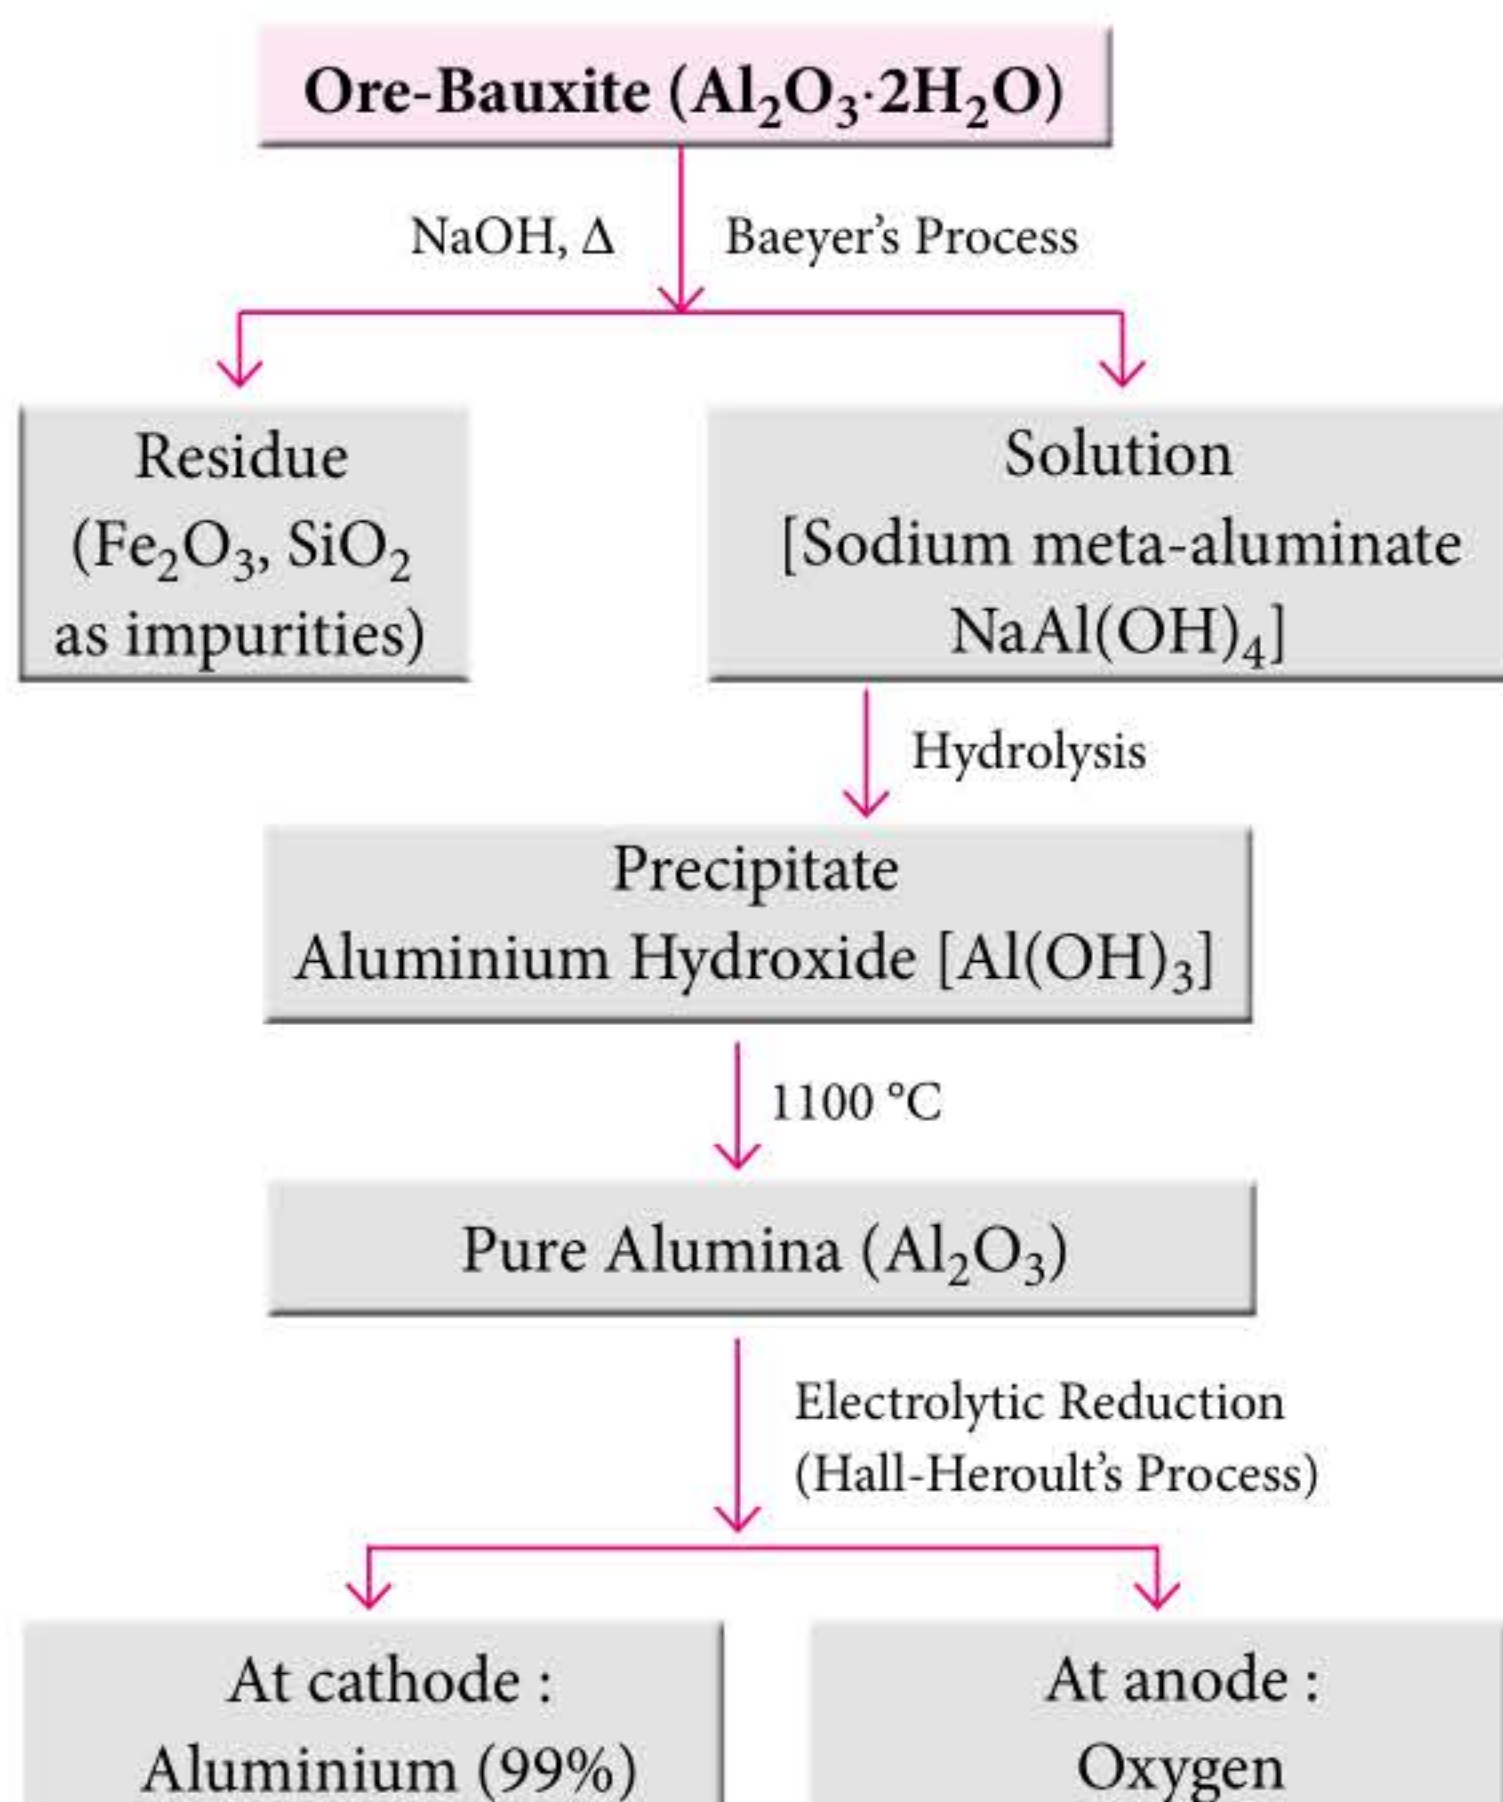 Ore-Bauxite (Al₂O₃·2H₂O)
NaOH, Δ
Baeyer's Process
Residue
(Fe₂O₃, SiO₂
as impurities)
Solution
[Sodium meta-aluminate
NaAl(OH)₄]
Hydrolysis
Precipitate
Aluminium Hydroxide [Al(OH)₃]
1100 °C
Pure Alumina (Al₂O₃)
Electrolytic Reduction
(Hall-Heroult's Process)
At cathode :
Aluminium (99%)
At anode :
Oxygen